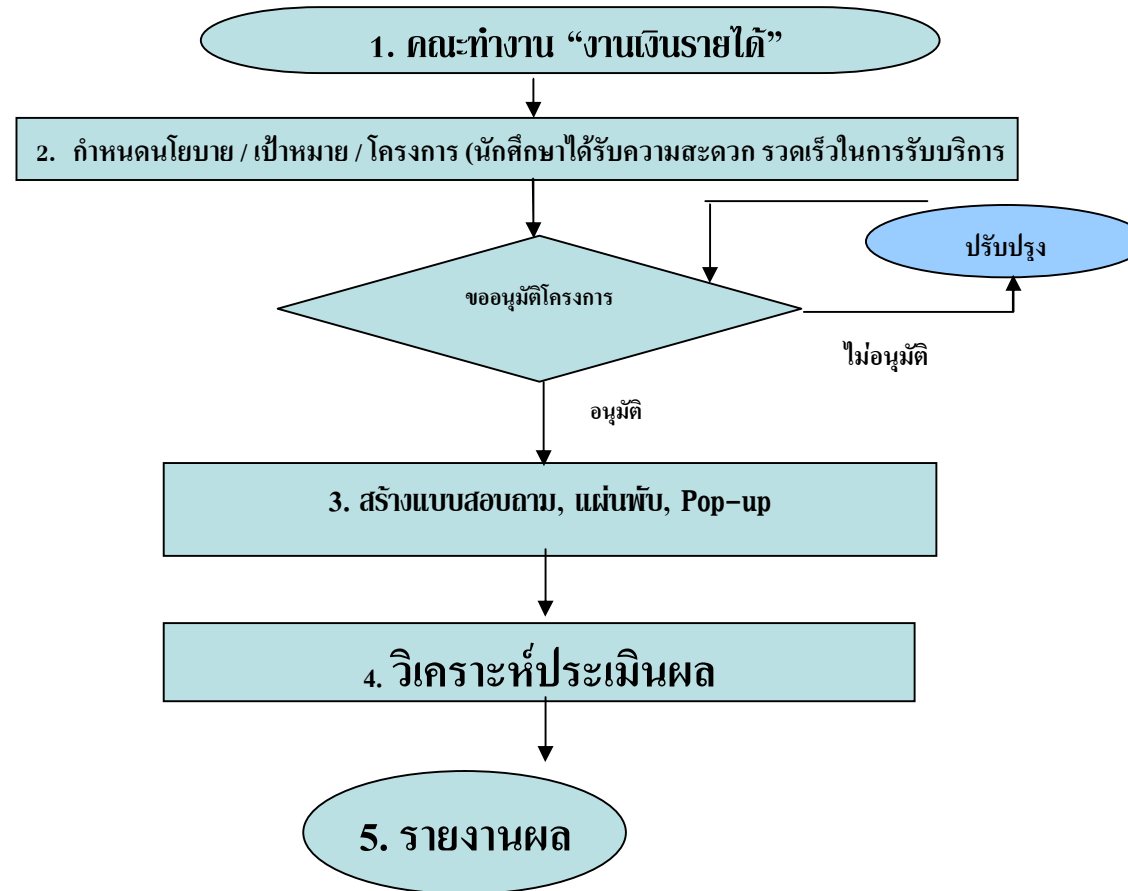 1. คณะทำงาน “งานเงินรายได้”
2. กำหนดนโยบาย / เป้าหมาย / โครงการ (นักศึกษาได้รับความสะดวก รวดเร็วในการรับบริการ
ปรับปรุง
ขออนุมัติโครงการ
ไม่อนุมัติ
อนุมัติ
3. สร้างแบบสอบถาม, แผ่นพับ, Pop-up
4. วิเคราะห์ประเมินผล
5. รายงานผล